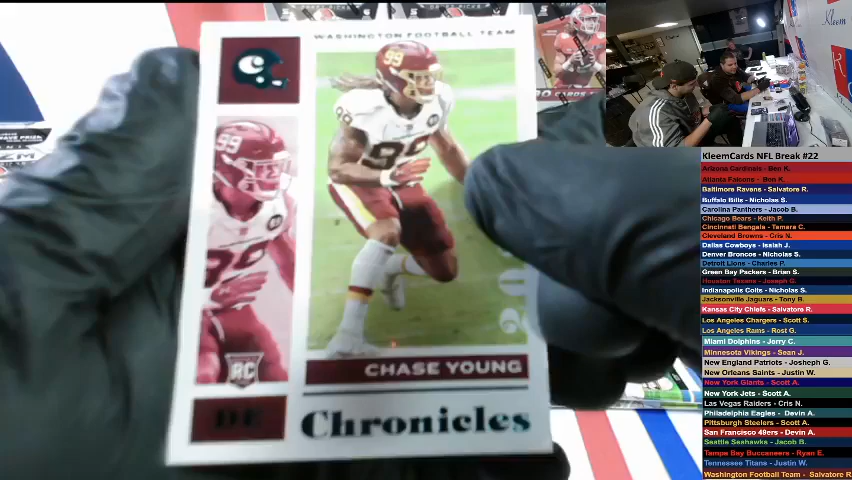 WASHINGTON FOOTBALL TEAM
99
99
99
RC
CHASE YOUNG
DE
Chronicles
Kleem
KleemCards NFL Break #22
Arizona Cardinals - Ben K.
Atlanta Falcons - Ben K.
Baltimore Ravens - Salvatore R.
Buffalo Bills - Nicholas S.
Carolina Panthers - Jacob B.
Chicago Bears - Keith P.
Cincinnati Bengals - Tamara C.
Cleveland Browns - Cris N.
Dallas Cowboys - Isaiah J.
Denver Broncos - Nicholas S.
Detroit Lions - Charles P.
Green Bay Packers - Brian S.
Houston Texans - Joseph G.
Indianapolis Colts - Nicholas S.
Jacksonville Jaguars - Tony B.
Kansas City Chiefs - Salvatore R.
Los Angeles Chargers - Scott S.
Los Angeles Rams - Rost G.
Miami Dolphins - Jerry C.
Minnesota Vikings - Sean J.
New England Patriots - Josheph G.
New Orleans Saints - Justin W.
New York Giants - Scott A.
New York Jets - Scott A.
Las Vegas Raiders - Cris N.
Philadelphia Eagles - Devin A.
Pittsburgh Steelers - Scott A.
San Francisco 49ers - Devin A.
Seattle Seahawks - Jacob B.
Tampa Bay Buccaneers - Ryan E.
Tennessee Titans - Justin W.
Washington Football Team - Salvatore R